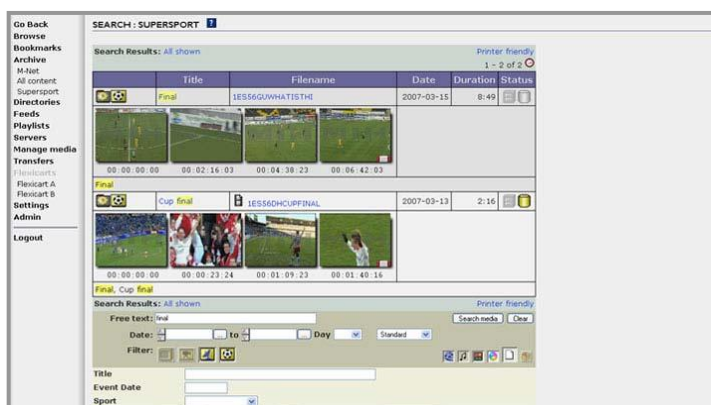 Go Back
Browse
Bookmarks
Archive
M-Net
All content
Supersport
Directories
Feeds
Playlists
Servers
Manage media
Transfers
Flexicarts
Flexicart A
Flexicart B
Settings
Admin
Logout
SEARCH : SUPERSPORT ?
Search Results: All shown Printer friendly
1 - 2 of 2
Title Filename Date Duration Status
Final 1ES56GUWHATISTHI 2007-03-15 8:49
00:00:00:00 00:02:16:03 00:04:38:23 00:06:42:03
Final
Cup final 1ES56DHCUPFINAL 2007-03-13 2:16
00:00:00:00 00:00:23:24 00:01:09:23 00:01:40:16
Final, Cup final
Search Results: All shown Printer friendly
Free text: final Search media Clear
Date: ... to ... Day Standard
Filter:
Title
Event Date
Sport